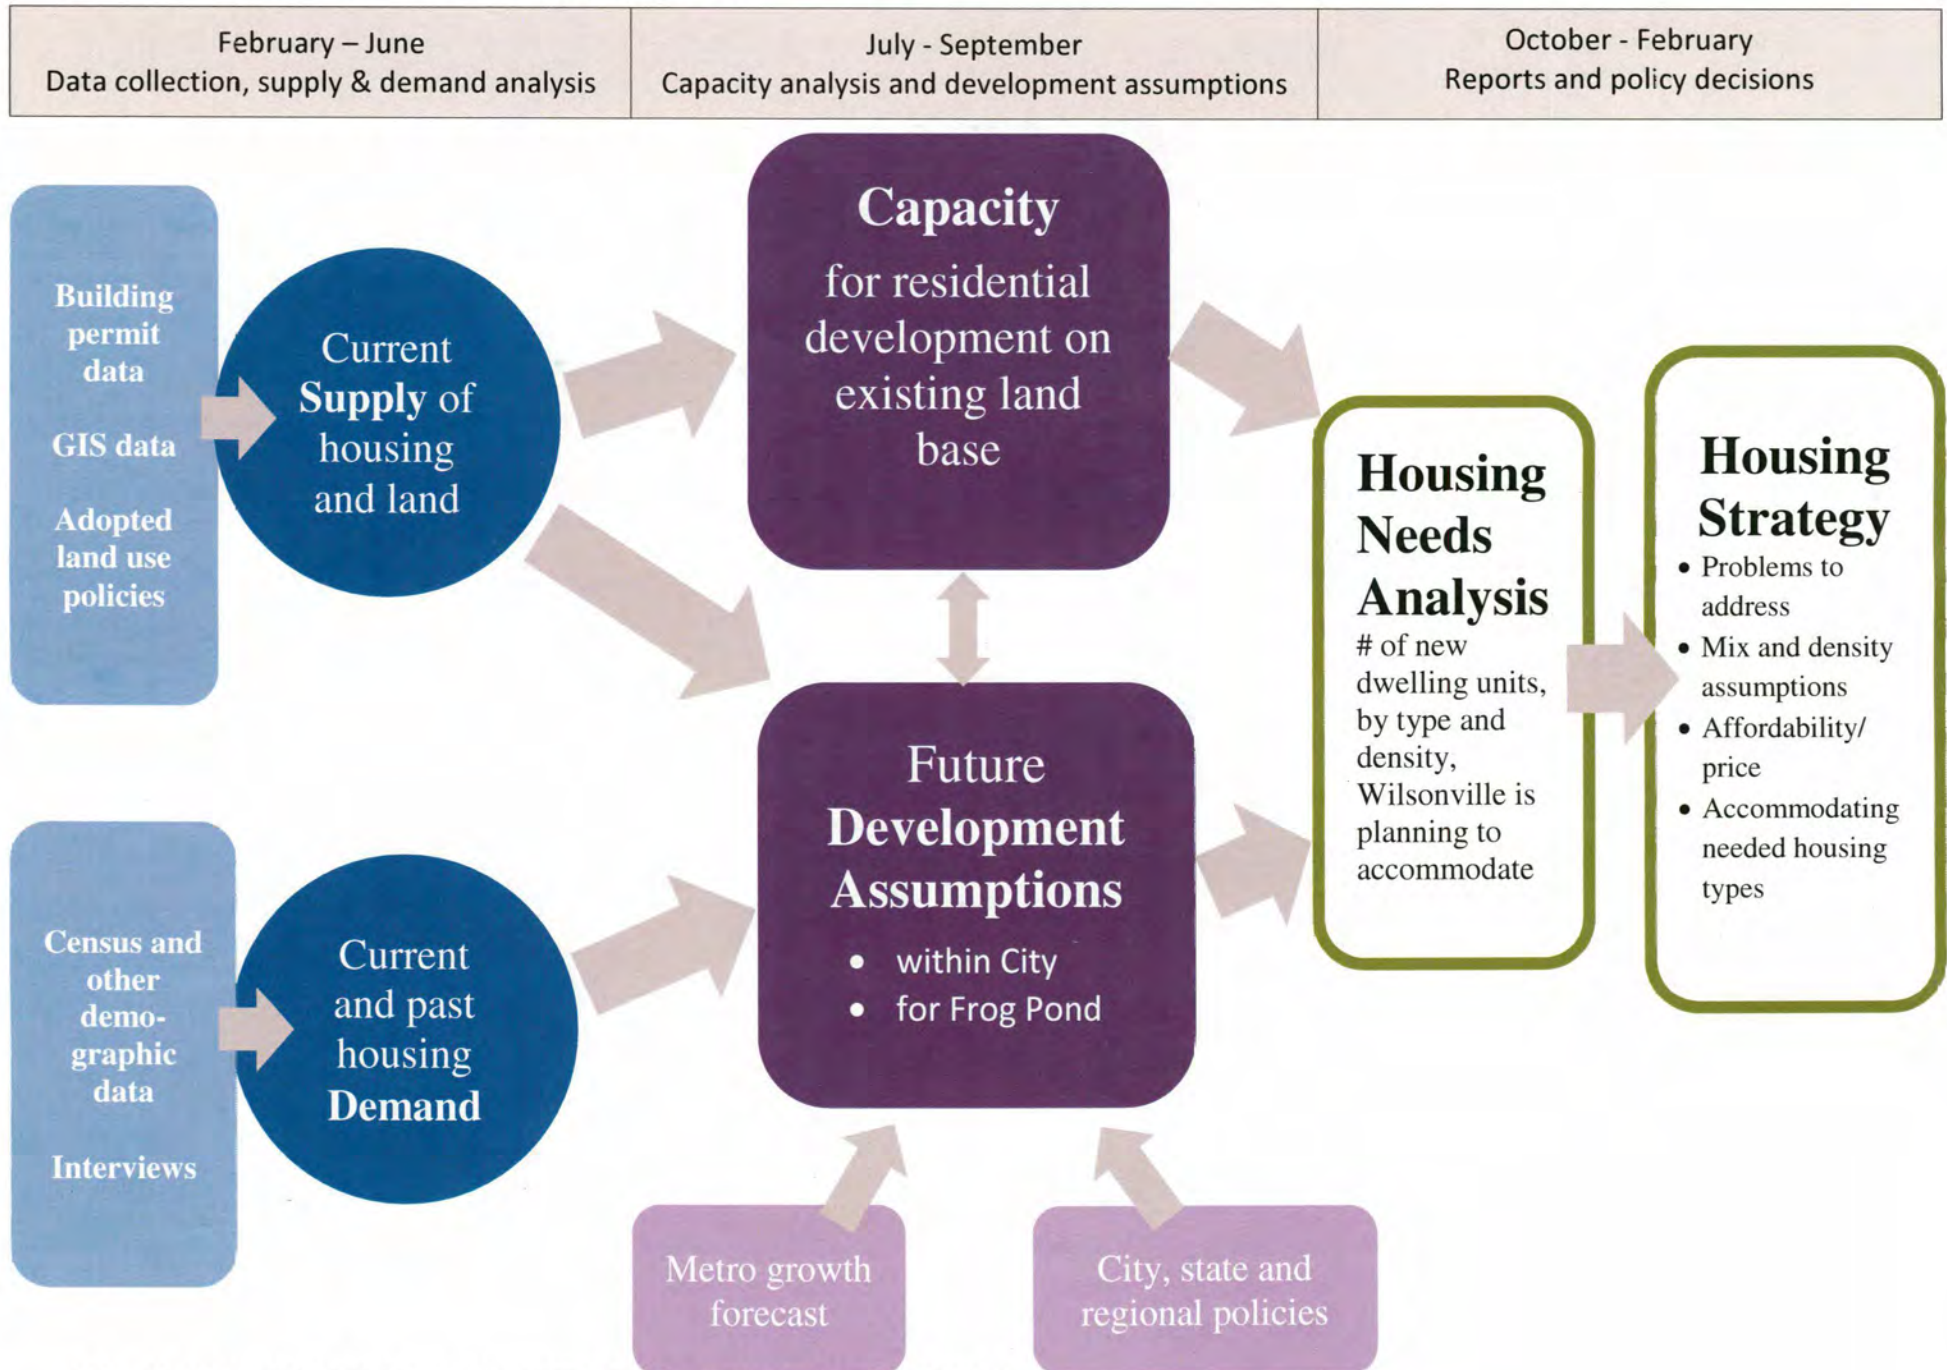 February – June
Data collection, supply & demand analysis
July - September
Capacity analysis and development assumptions
October - February
Reports and policy decisions
Building
permit
data
GIS data
Adopted
land use
policies
Current
Supply of
housing
and land
Capacity
for residential
development on
existing land
base
Housing
Needs
Analysis
# of new
dwelling units,
by type and
density,
Wilsonville is
planning to
accommodate
Housing
Strategy
• Problems to
address
• Mix and density
assumptions
• Affordability/
price
• Accommodating
needed housing
types
Census and
other
demo-
graphic
data
Interviews
Current
and past
housing
Demand
Future
Development
Assumptions
• within City
• for Frog Pond
Metro growth
forecast
City, state and
regional policies